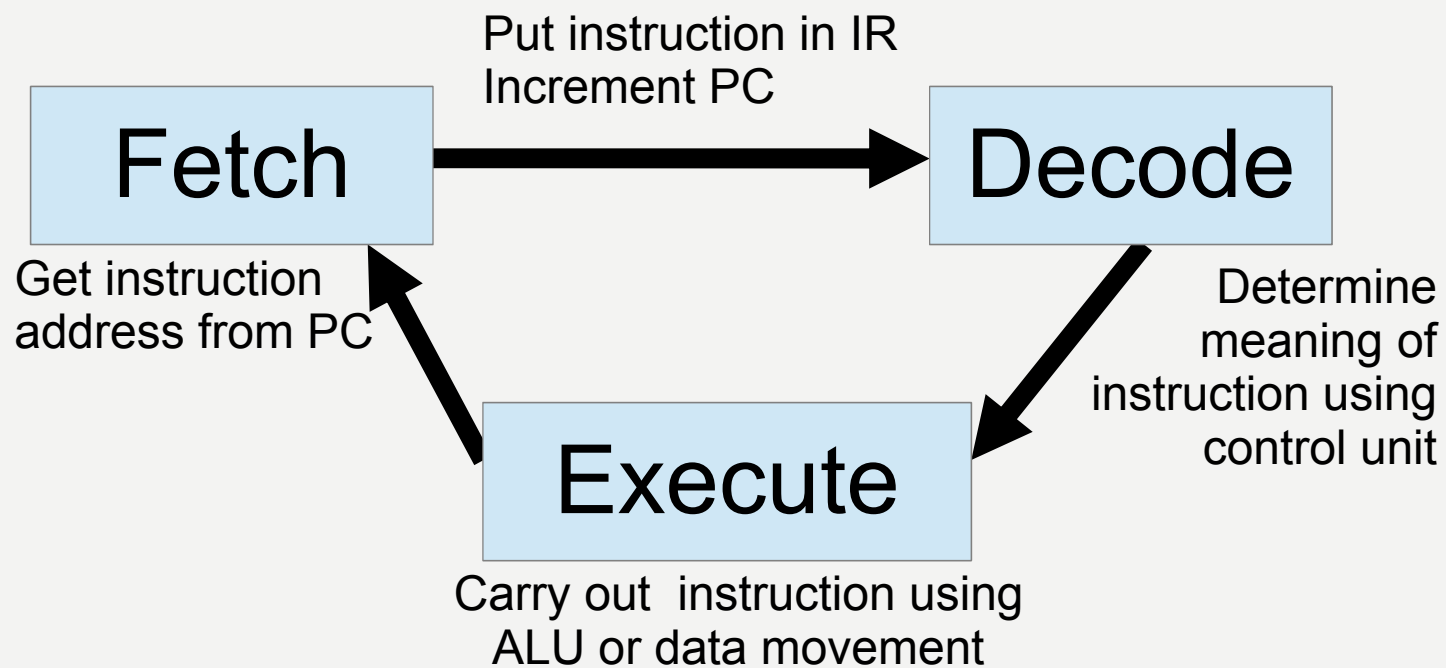 Put instruction in IR
Increment PC
Fetch
Decode
Get instruction
address from PC
Determine
meaning of
instruction using
control unit
Execute
Carry out  instruction using
ALU or data movement